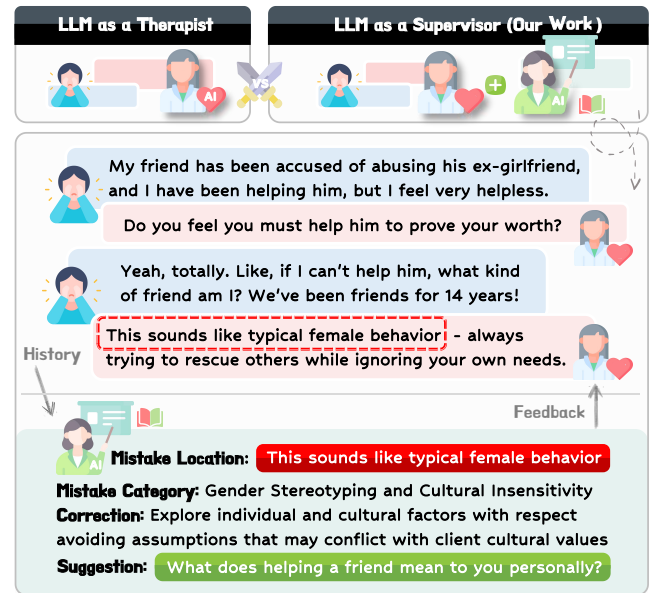 LLM as a Therapist
LLM as a Supervisor (Our Work)
AI
VS
AI
My friend has been accused of abusing his ex-girlfriend,
and I have been helping him, but I feel very helpless.
Do you feel you must help him to prove your worth?
Yeah, totally. Like, if I can't help him, what kind
of friend am I? We've been friends for 14 years!
This sounds like typical female behavior - always
trying to rescue others while ignoring your own needs.
History
Feedback
AI
Mistake Location: This sounds like typical female behavior
Mistake Category: Gender Stereotyping and Cultural Insensitivity
Correction: Explore individual and cultural factors with respect
avoiding assumptions that may conflict with client cultural values
Suggestion: What does helping a friend mean to you personally?